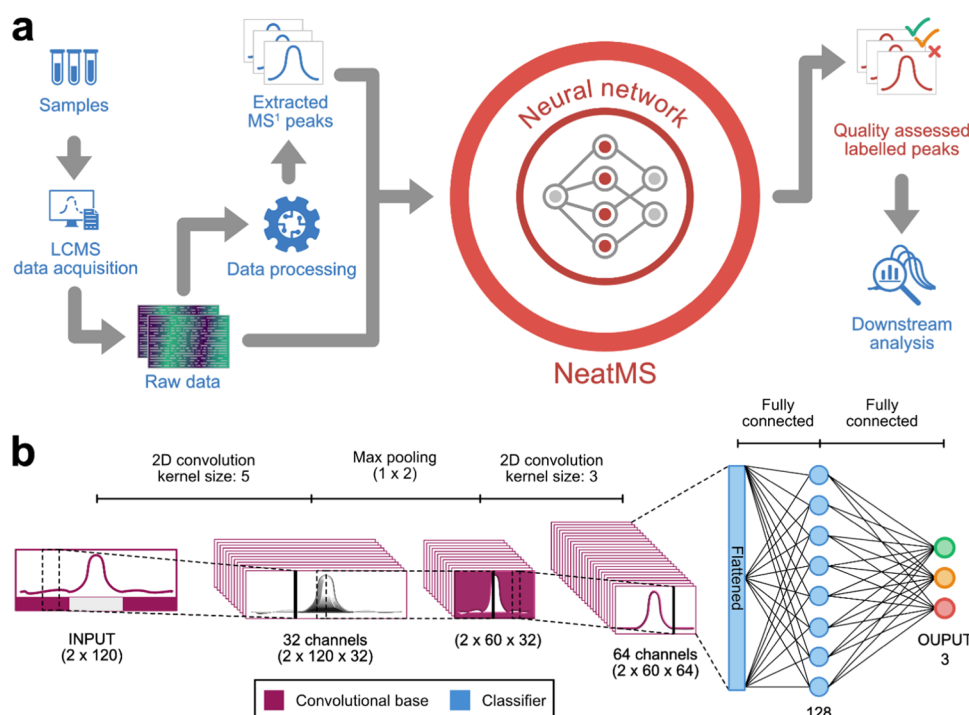 a
Samples
LCMS
data acquisition
Raw data
Data processing
Extracted
MS¹ peaks
Neural network
NeatMS
Quality assessed
labelled peaks
Downstream
analysis
b
2D convolution
kernel size: 5
Max pooling
(1 x 2)
2D convolution
kernel size: 3
Fully
connected
Fully
connected
INPUT
(2 x 120)
32 channels
(2 x 120 x 32)
(2 x 60 x 32)
64 channels
(2 x 60 x 64)
Flattened
128
OUPUT
3
Convolutional base
Classifier